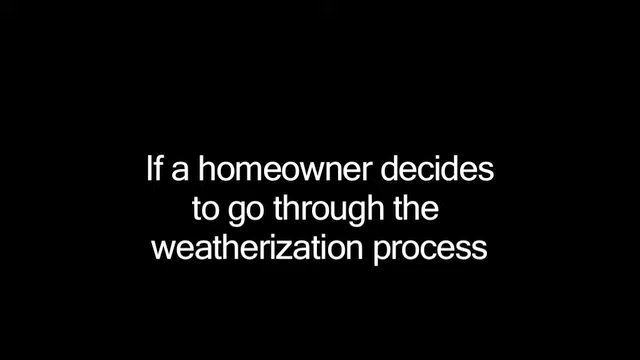 If a homeowner decides
to go through the
weatherization process